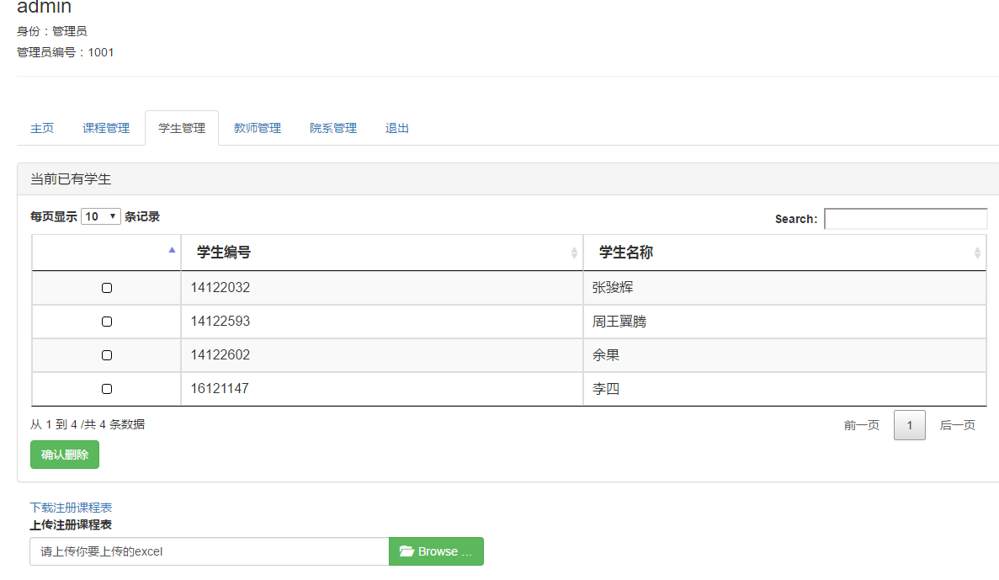 admin
身份：管理员
管理员编号：1001
主页 课程管理 学生管理 教师管理 院系管理 退出
当前已有学生
每页显示 10 条记录 Search:
学生编号 学生名称
14122032 张骏辉
14122593 周王翼腾
14122602 余果
16121147 李四
从 1 到 4 /共 4 条数据 前一页 1 后一页
确认删除
下载注册课程表
上传注册课程表
请上传你要上传的excel Browse ...